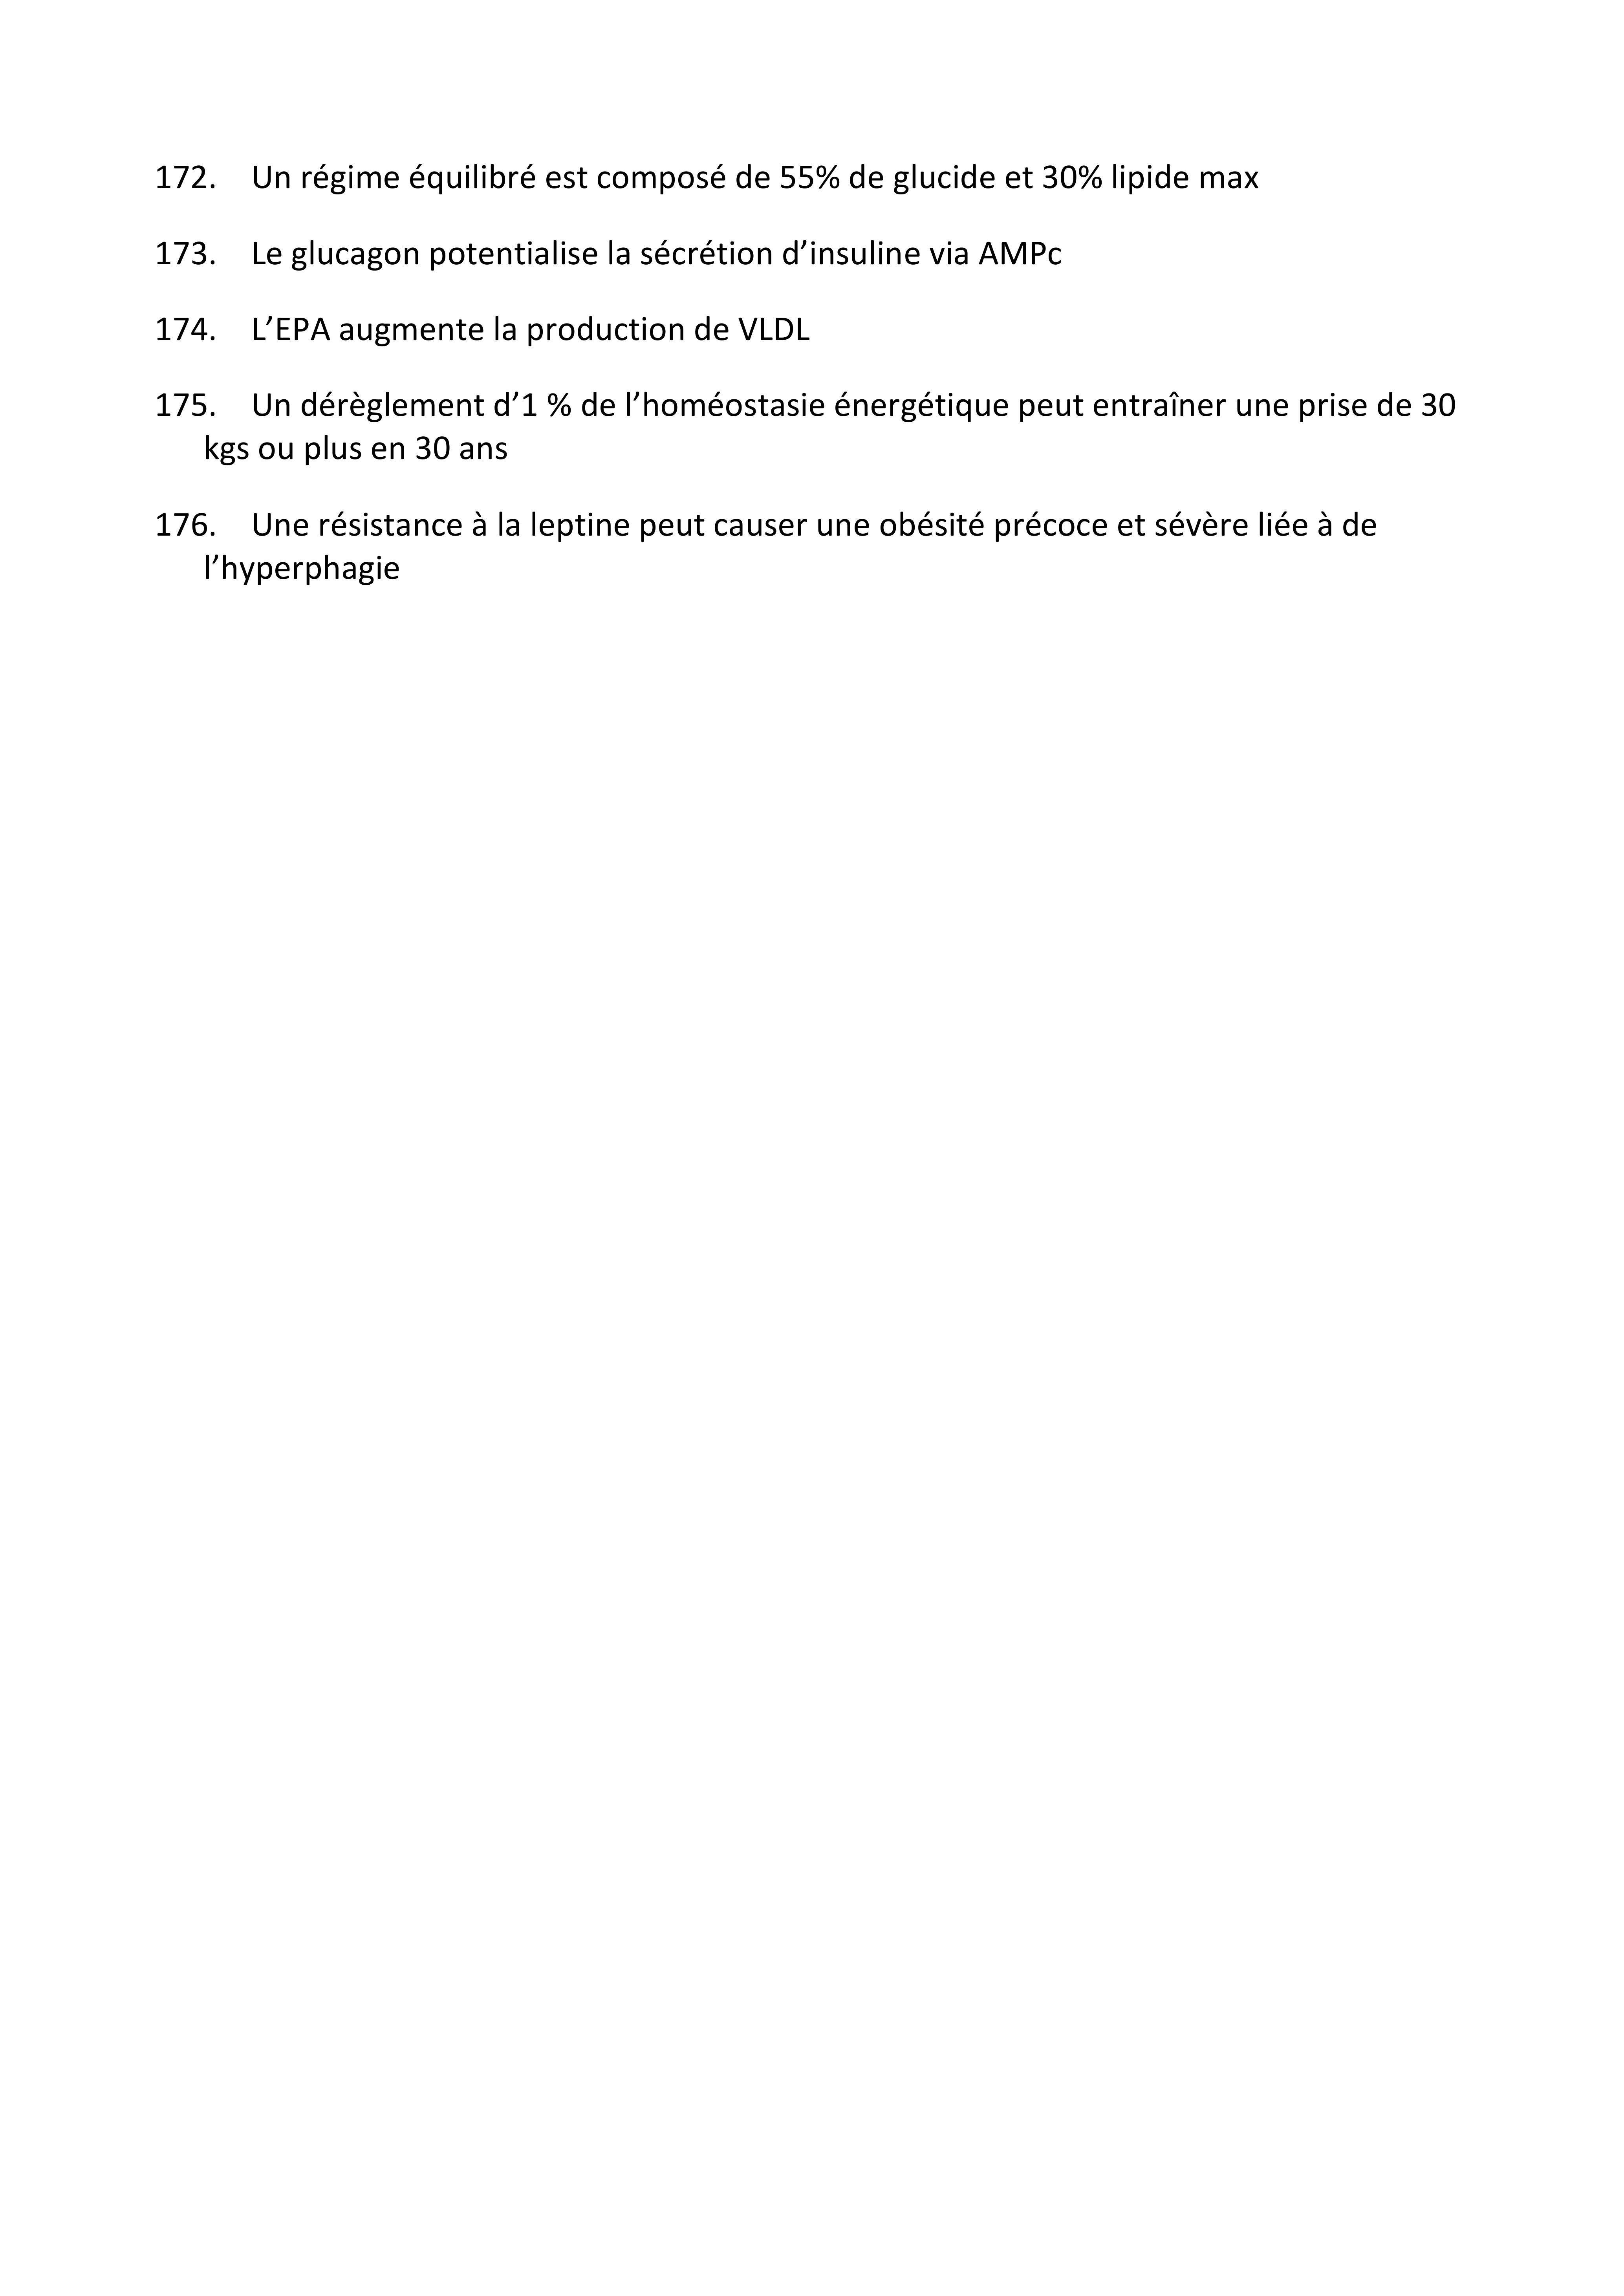 172. Un régime équilibré est composé de 55% de glucide et 30% lipide max
173. Le glucagon potentialise la sécrétion d’insuline via AMPc
174. L’EPA augmente la production de VLDL
175. Un dérèglement d’1 % de l’homéostasie énergétique peut entraîner une prise de 30
kgs ou plus en 30 ans
176. Une résistance à la leptine peut causer une obésité précoce et sévère liée à de
l’hyperphagie